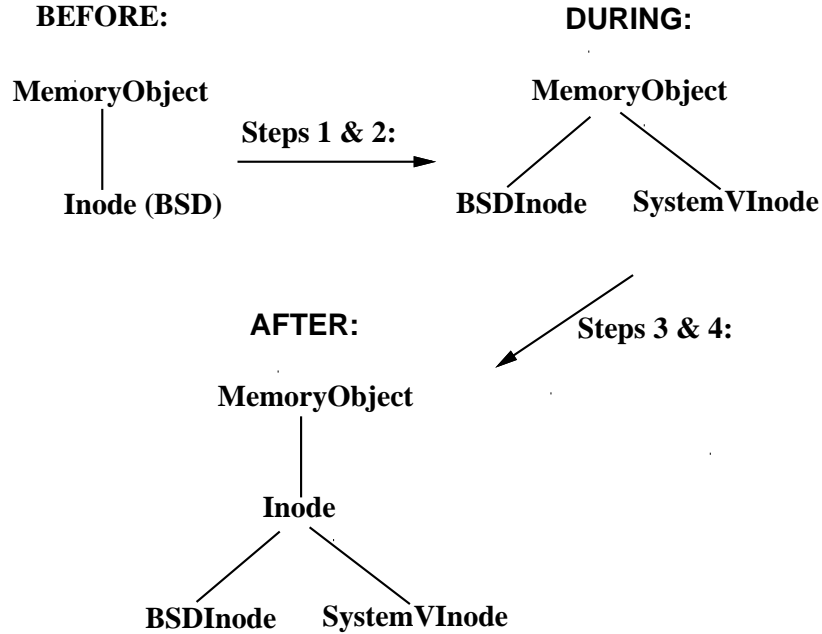 BEFORE:
MemoryObject
Inode (BSD)
Steps 1 & 2:
DURING:
MemoryObject
BSDInode
SystemVInode
Steps 3 & 4:
AFTER:
MemoryObject
Inode
BSDInode
SystemVInode